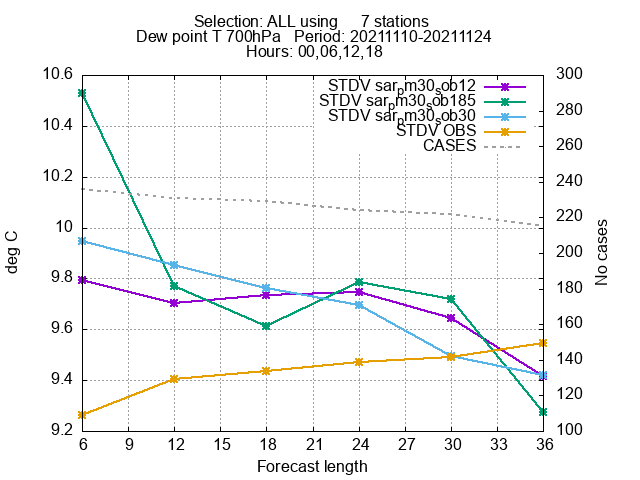 Selection: ALL using 7 stations
Dew point T 700hPa Period: 20211110-20211124
Hours: 00,06,12,18
STDV sarpm30sob12
STDV sarpm30sob185
STDV sarpm30sob30
STDV OBS
CASES
10.6
10.4
10.2
10
9.8
9.6
9.4
9.2
deg C
300
280
260
240
220
200
180
160
140
120
100
No cases
6 9 12 15 18 21 24 27 30 33 36
Forecast length